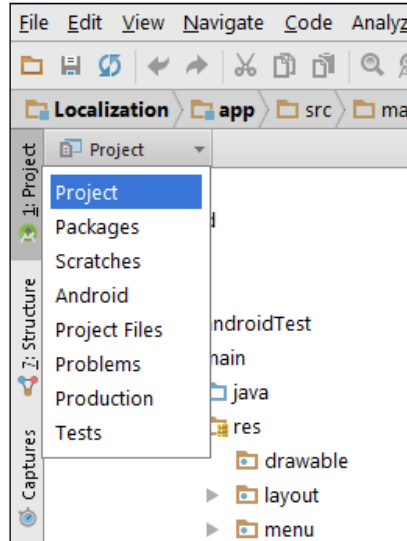 File Edit View Navigate Code Analyz
Localization app src ma
1: Project
Project
Project
Packages
Scratches
Android
Project Files
Problems
Production
Tests
7: Structure
Captures
ndroidTest
nain
java
res
drawable
layout
menu